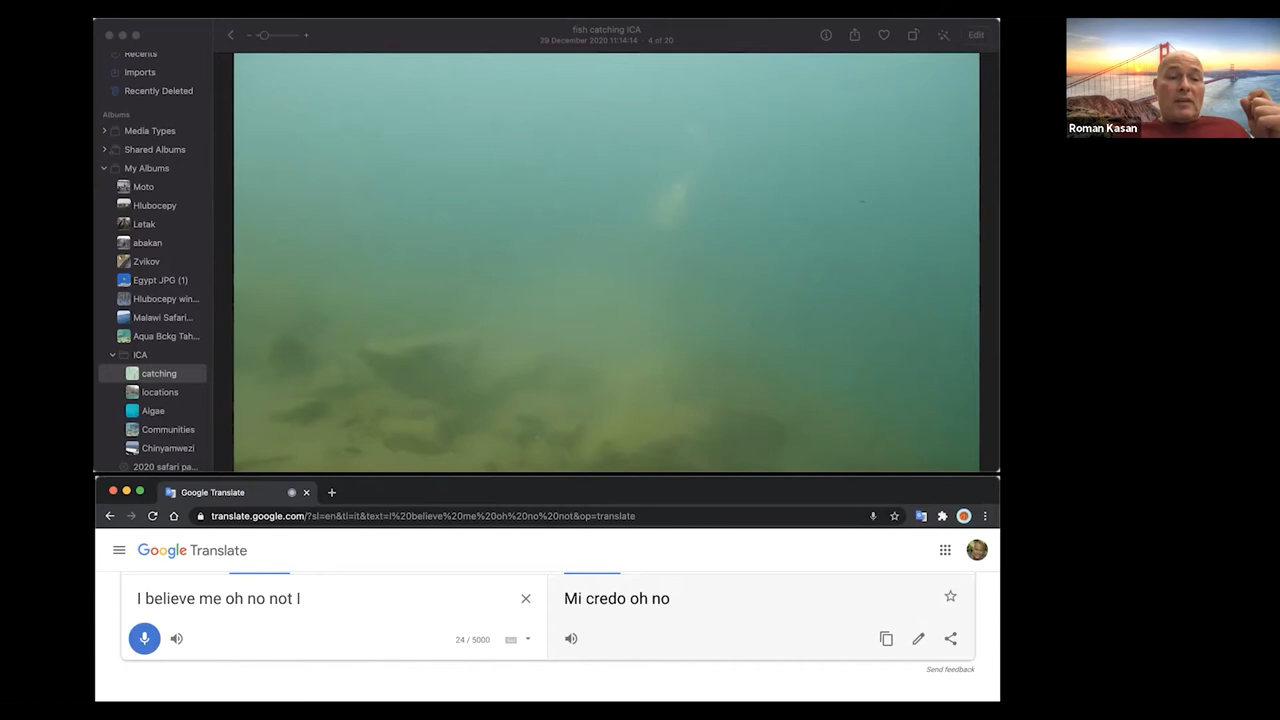 fish catching ICA
29 December 2020 11:14:14   4 of 20
Edit
Recents
Imports
Recently Deleted
Albums
Media Types
Shared Albums
My Albums
Moto
Hlubocepy
Letak
abakan
Zvikov
Egypt JPG (1)
Hlubocepy win...
Malawi Safari...
Aqua Bckg Tah...
ICA
catching
locations
Algae
Communities
Chinyamwezi
2020 safari pa...
Roman Kasan
Google Translate
translate.google.com/?sl=en&tl=it&text=I%20believe%20me%20oh%20no%20not&op=translate
Google Translate
I believe me oh no not I
24 / 5000
Mi credo oh no
Send feedback